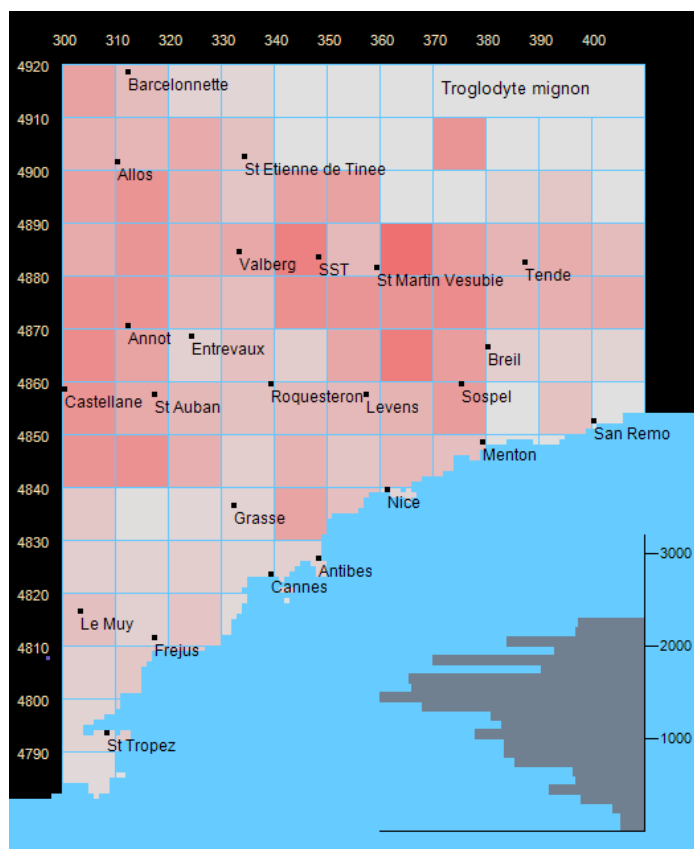 300 310 320 330 340 350 360 370 380 390 400
4920
Barcelonnette
Troglodyte mignon
4910
St Etienne de Tinee
4900
Allos
4890
Valberg
SST
St Martin Vesubie
Tende
4880
4870
Annot
Entrevaux
Breil
4860
Castellane
St Auban
Roquesteron
Levens
Sospel
4850
San Remo
Menton
4840
Nice
Grasse
4830
3000
Antibes
4820
Cannes
Le Muy
4810
Frejus
2000
4800
St Tropez
4790
1000